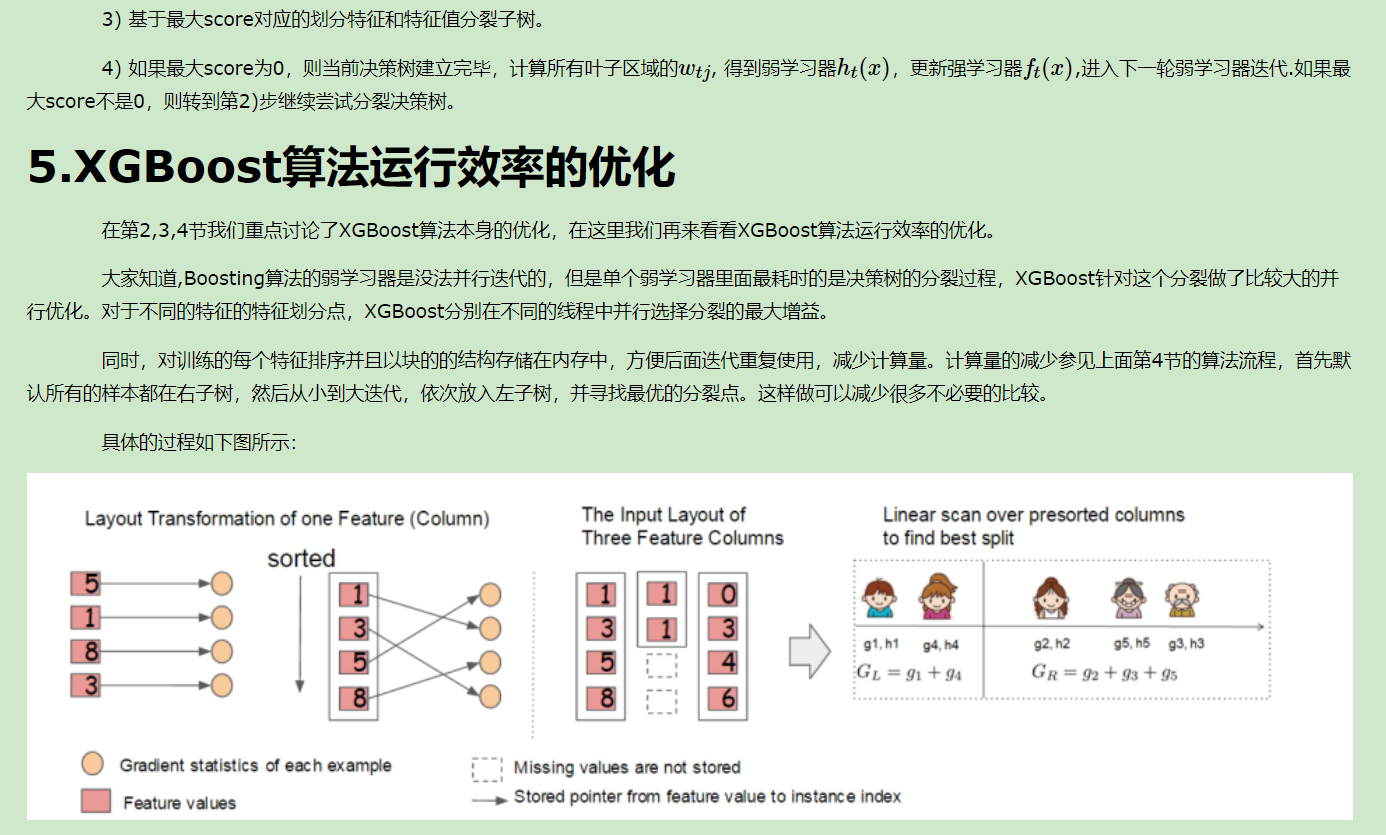 3) 基于最大score对应的划分特征和特征值分裂子树。
4) 如果最大score为0，则当前决策树建立完毕，计算所有叶子区域的wtj, 得到弱学习器ht(x)，更新强学习器ft(x),进入下一轮弱学习器迭代.如果最
大score不是0，则转到第2)步继续尝试分裂决策树。
5.XGBoost算法运行效率的优化
在第2,3,4节我们重点讨论了XGBoost算法本身的优化，在这里我们再来看看XGBoost算法运行效率的优化。
大家知道,Boosting算法的弱学习器是没法并行迭代的，但是单个弱学习器里面最耗时的是决策树的分裂过程，XGBoost针对这个分裂做了比较大的并
行优化。对于不同的特征的特征划分点，XGBoost分别在不同的线程中并行选择分裂的最大增益。
同时，对训练的每个特征排序并且以块的的结构存储在内存中，方便后面迭代重复使用，减少计算量。计算量的减少参见上面第4节的算法流程，首先默
认所有的样本都在右子树，然后从小到大迭代，依次放入左子树，并寻找最优的分裂点。这样做可以减少很多不必要的比较。
具体的过程如下图所示：
Layout Transformation of one Feature (Column)
sorted
5
1
8
3
1
3
5
8
The Input Layout of
Three Feature Columns
1 1 0
3 1 3
5 4
8 6
Linear scan over presorted columns
to find best split
g1, h1 g4, h4 g2, h2 g5, h5 g3, h3
GL = g1 + g4 GR = g2 + g3 + g5
Gradient statistics of each example
Feature values
Missing values are not stored
Stored pointer from feature value to instance index